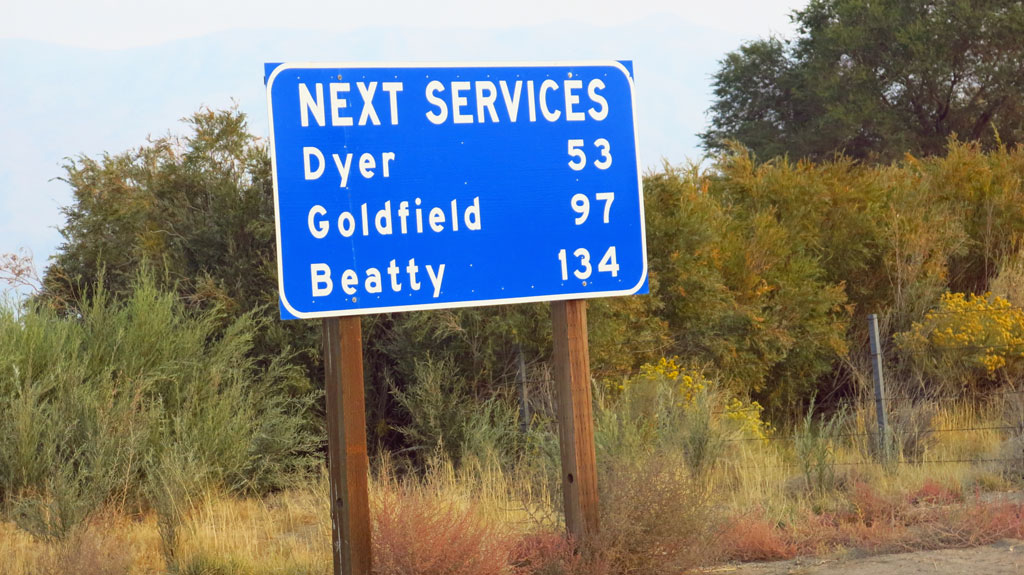 NEXT SERVICES
Dyer 53
Goldfield 97
Beatty 134